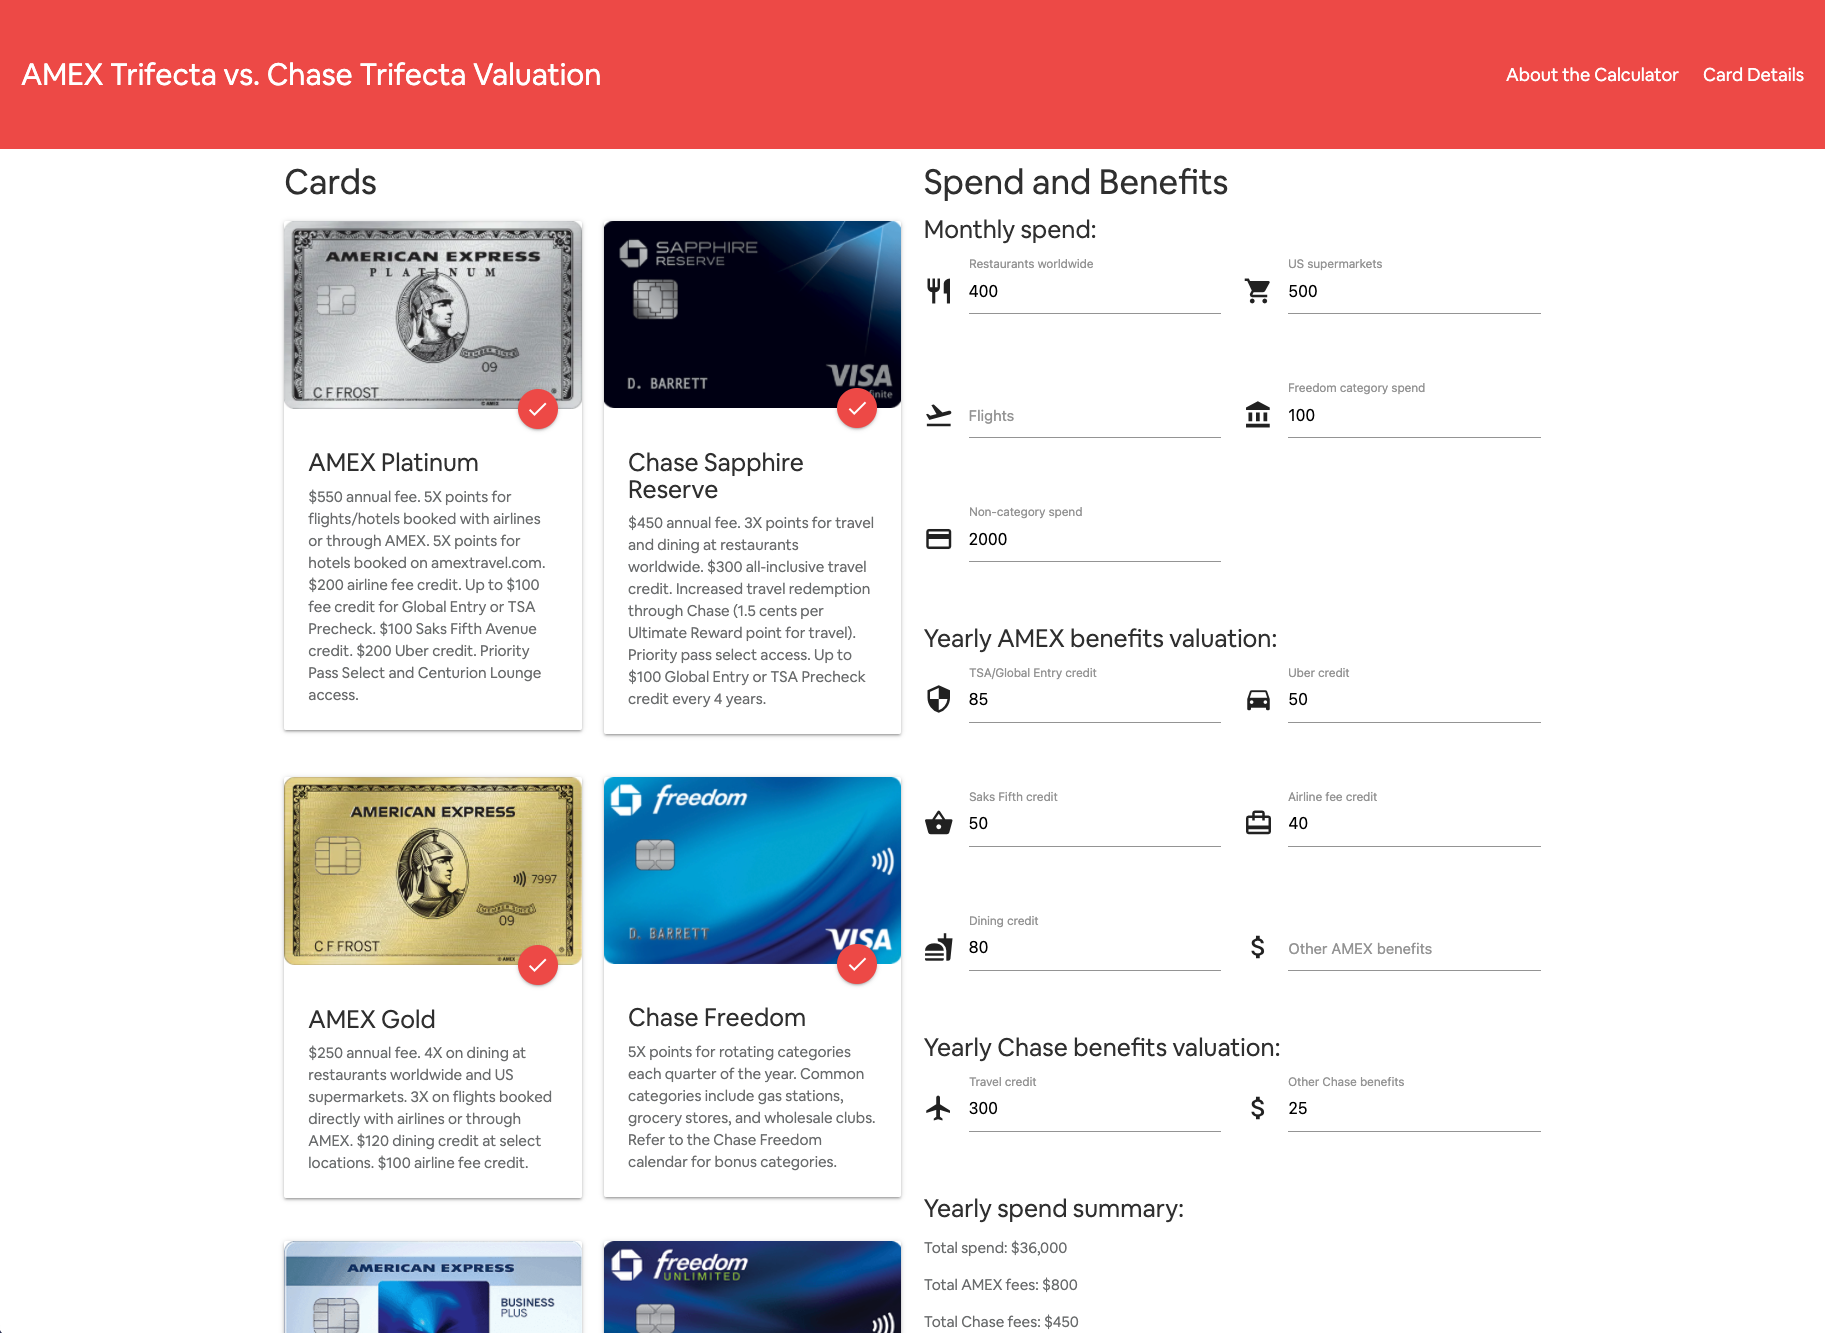 AMEX Trifecta vs. Chase Trifecta Valuation
About the Calculator
Card Details
Cards
AMERICAN EXPRESS
PLATINUM
MEMBER SINCE
09
C F FROST
© AMEX
AMEX Platinum
$550 annual fee. 5X points for
flights/hotels booked with airlines
or through AMEX. 5X points for
hotels booked on amextravel.com.
$200 airline fee credit. Up to $100
fee credit for Global Entry or TSA
Precheck. $100 Saks Fifth Avenue
credit. $200 Uber credit. Priority
Pass Select and Centurion Lounge
access.
SAPPHIRE
RESERVE
D. BARRETT
VISA
Chase Sapphire
Reserve
$450 annual fee. 3X points for travel
and dining at restaurants
worldwide. $300 all-inclusive travel
credit. Increased travel redemption
through Chase (1.5 cents per
Ultimate Reward point for travel).
Priority pass select access. Up to
$100 Global Entry or TSA Precheck
credit every 4 years.
AMERICAN EXPRESS
7997
MEMBER SINCE
09
C F FROST
© AMEX
AMEX Gold
$250 annual fee. 4X on dining at
restaurants worldwide and US
supermarkets. 3X on flights booked
directly with airlines or through
AMEX. $120 dining credit at select
locations. $100 airline fee credit.
freedom
D. BARRETT
VISA
Chase Freedom
5X points for rotating categories
each quarter of the year. Common
categories include gas stations,
grocery stores, and wholesale clubs.
Refer to the Chase Freedom
calendar for bonus categories.
AMERICAN EXPRESS
BUSINESS
PLUS
freedom
UNLIMITED
Spend and Benefits
Monthly spend:
Restaurants worldwide
400
US supermarkets
500
Flights
Freedom category spend
100
Non-category spend
2000
Yearly AMEX benefits valuation:
TSA/Global Entry credit
85
Uber credit
50
Saks Fifth credit
50
Airline fee credit
40
Dining credit
80
Other AMEX benefits
Yearly Chase benefits valuation:
Travel credit
300
Other Chase benefits
25
Yearly spend summary:
Total spend: $36,000
Total AMEX fees: $800
Total Chase fees: $450